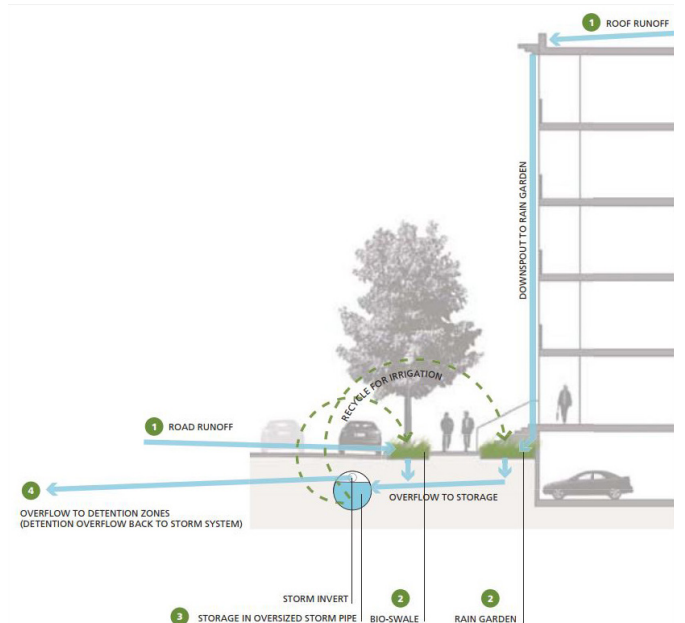 1 ROOF RUNOFF
DOWNSPOUT TO RAIN GARDEN
RECYCLE FOR IRRIGATION
1 ROAD RUNOFF
4
OVERFLOW TO STORAGE
OVERFLOW TO DETENTION ZONES
(DETENTION OVERFLOW BACK TO STORM SYSTEM)
STORM INVERT
2
2
3 STORAGE IN OVERSIZED STORM PIPE
BIO-SWALE
RAIN GARDEN